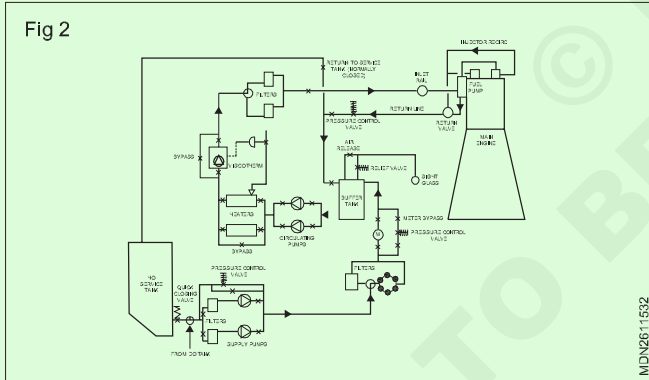 Fig 2
INJECTOR RECIRC
RETURN TO SERVICE
TANK (NORMALLY
CLOSED)
INLET
RAIL
FUEL
PUMP
FILTERS
RETURN LINE
PRESSURE CONTROL
VALVE
RETURN
VALVE
MAIN
ENGINE
AIR
RELEASE
BYPASS
VISCOTHERM
RELIEF VALVE
SIGHT
GLASS
BUFFER
TANK
HEATERS
METER BYPASS
PRESSURE CONTROL
VALVE
M
CIRCULATING
PUMPS
BYPASS
HO
SERVICE
TANK
QUICK
CLOSING
VALVE
PRESSURE CONTROL
VALVE
FILTERS
FILTERS
SUPPLY PUMPS
FROM DO TANK
MDN2611532
©
TO BE